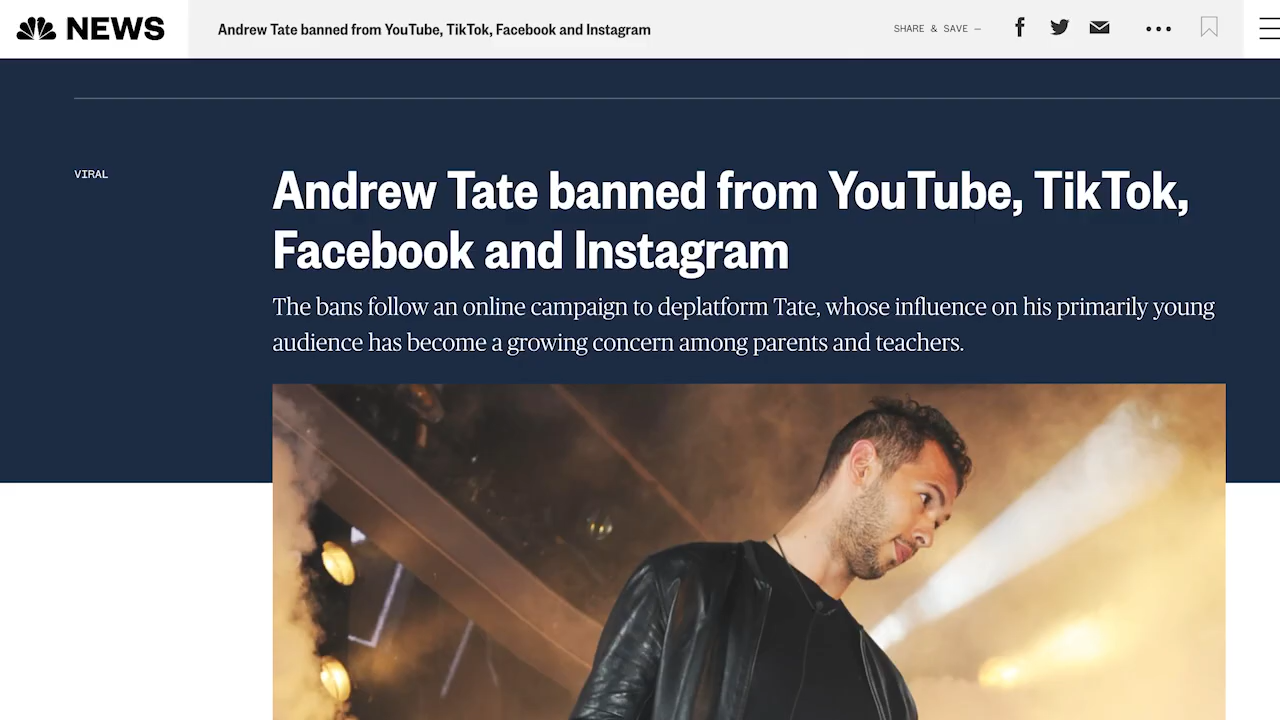 NEWS
Andrew Tate banned from YouTube, TikTok, Facebook and Instagram
SHARE & SAVE —
VIRAL
Andrew Tate banned from YouTube, TikTok,
Facebook and Instagram
The bans follow an online campaign to deplatform Tate, whose influence on his primarily young
audience has become a growing concern among parents and teachers.